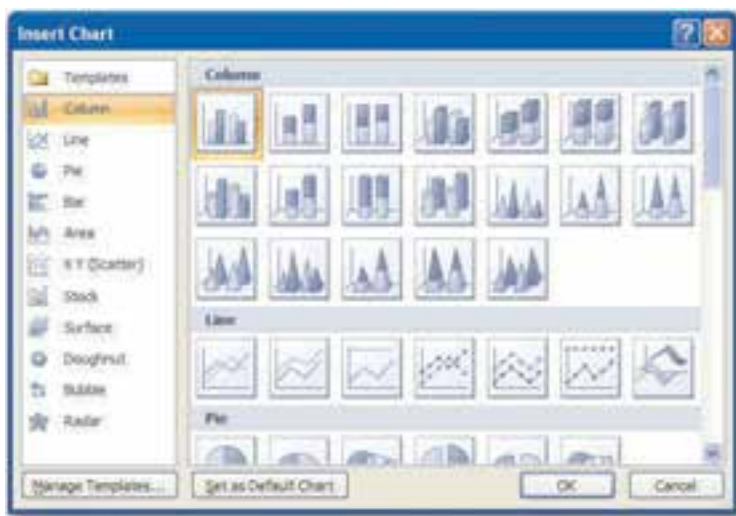 Insert Chart
Templates
Column
Line
Pie
Bar
Area
X Y (Scatter)
Stock
Surface
Doughnut
Bubble
Radar
Column
Line
Pie
Manage Templates...
Set as Default Chart
OK
Cancel